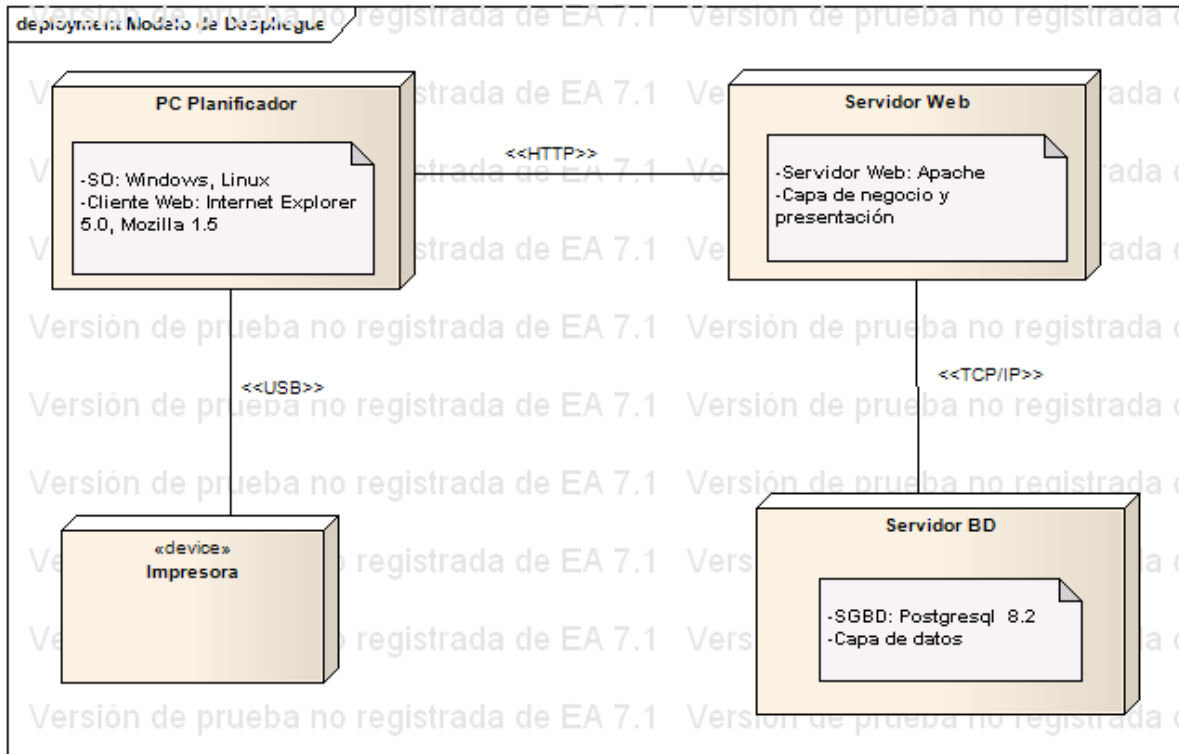 deployment Modelo de Despliegue
PC Planificador
-SO: Windows, Linux
-Cliente Web: Internet Explorer
5.0, Mozilla 1.5
<<HTTP>>
Servidor Web
-Servidor Web: Apache
-Capa de negocio y
presentación
<<USB>>
<<TCP/IP>>
«device»
Impresora
Servidor BD
-SGBD: Postgresql 8.2
-Capa de datos
Versión de prueba no registrada de EA 7.1